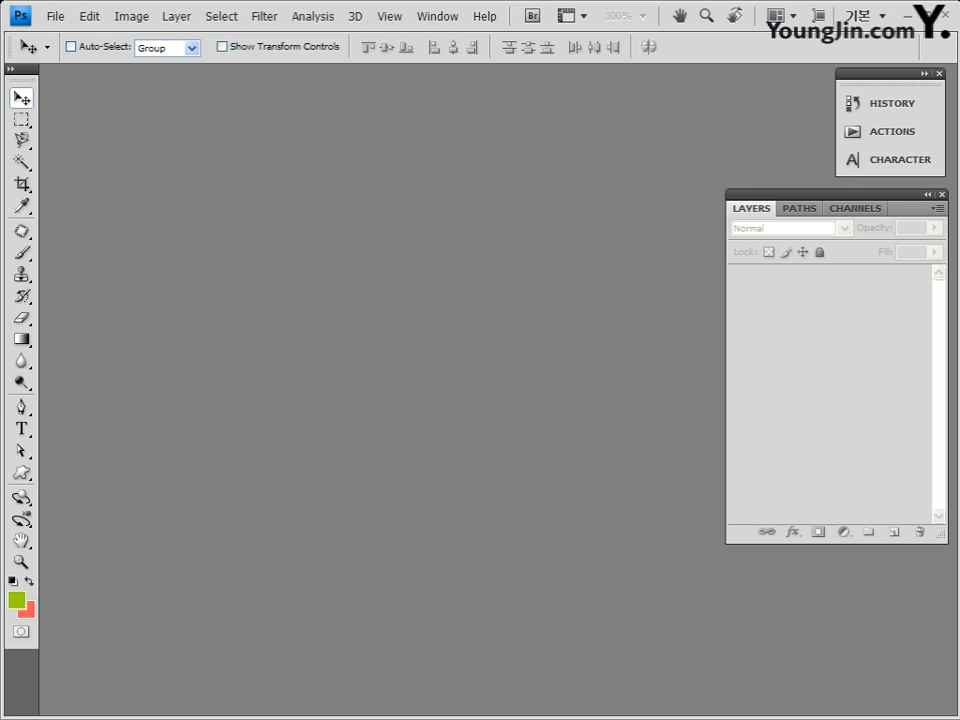 Ps File Edit Image Layer Select Filter Analysis 3D View Window Help Br 100% 기본
YoungJin.com Y.
Auto-Select: Group Show Transform Controls
HISTORY
ACTIONS
A CHARACTER
LAYERS PATHS CHANNELS
Normal Opacity:
Lock: Fill:
T
fx